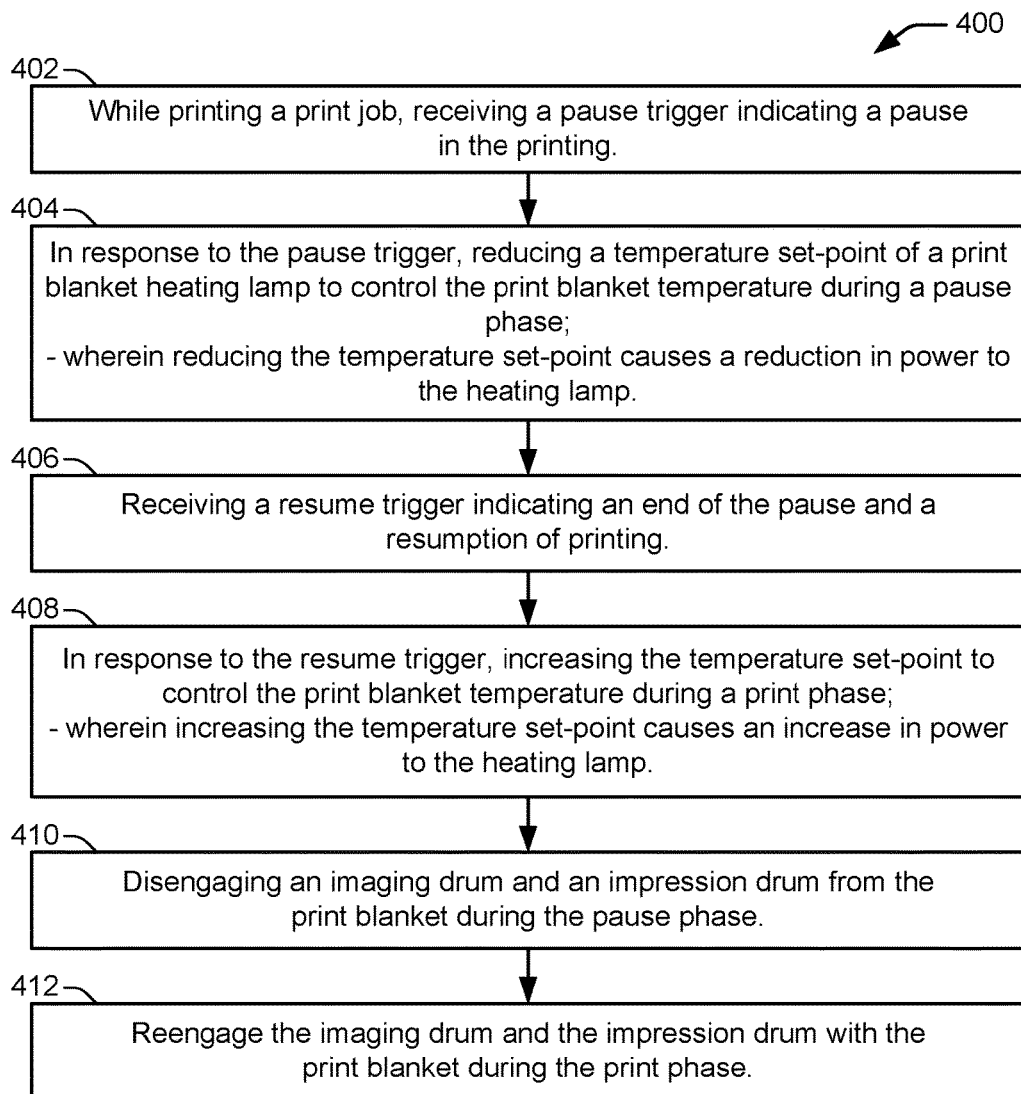 400
402
While printing a print job, receiving a pause trigger indicating a pause
in the printing.
404
In response to the pause trigger, reducing a temperature set-point of a print
blanket heating lamp to control the print blanket temperature during a pause
phase;
- wherein reducing the temperature set-point causes a reduction in power to
the heating lamp.
406
Receiving a resume trigger indicating an end of the pause and a
resumption of printing.
408
In response to the resume trigger, increasing the temperature set-point to
control the print blanket temperature during a print phase;
- wherein increasing the temperature set-point causes an increase in power
to the heating lamp.
410
Disengaging an imaging drum and an impression drum from the
print blanket during the pause phase.
412
Reengage the imaging drum and the impression drum with the
print blanket during the print phase.